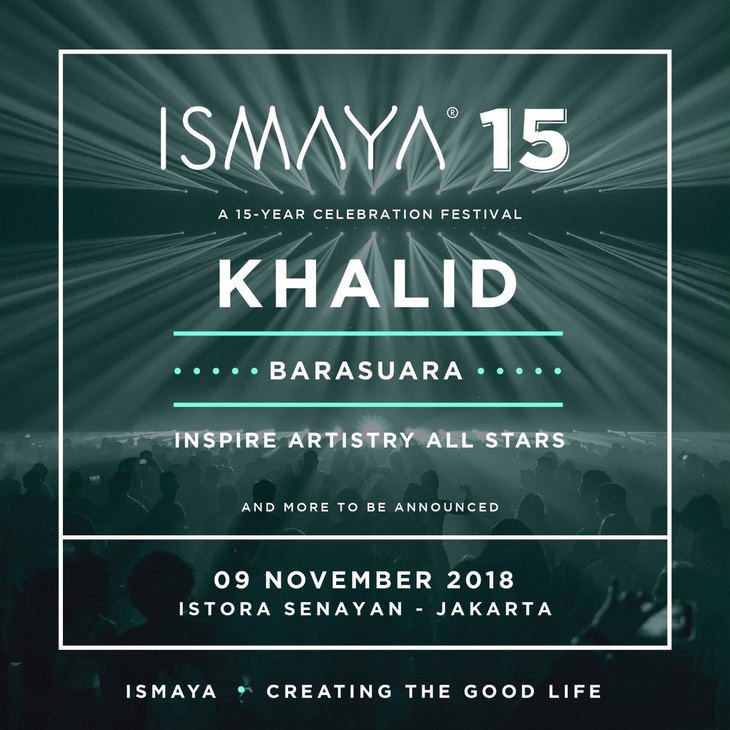 ISMAYA® 15
A 15-YEAR CELEBRATION FESTIVAL
KHALID
BARASUARA
INSPIRE ARTISTRY ALL STARS
AND MORE TO BE ANNOUNCED
09 NOVEMBER 2018
ISTORA SENAYAN - JAKARTA
ISMAYA • CREATING THE GOOD LIFE